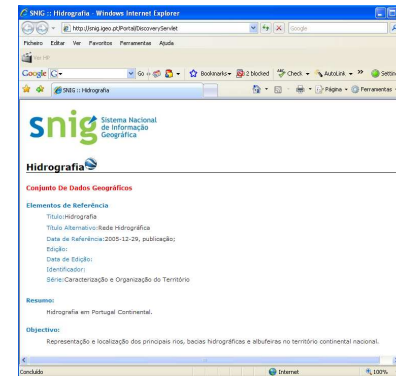 SNIG :: Hidrografia - Windows Internet Explorer
http://snig.igeo.pt/Portal/DiscoveryServlet
Google
Ficheiro Editar Ver Favoritos Ferramentas Ajuda
Google G Go Bookmarks 2 blocked Check AutoLink » Settin
SNIG :: Hidrografia Página Ferramentas
snig Sistema Nacional
de Informação
Geográfica
Hidrografia
Conjunto De Dados Geográficos
Elementos de Referência
Título:Hidrografia
Título Alternativo:Rede Hidrográfica
Data de Referência:2005-12-29, publicação;
Edição:
Data de Edição:
Identificador:
Série:Caracterização e Organização do Território
Resumo:
Hidrografia em Portugal Continental.
Objectivo:
Representação e localização dos principais rios, bacias hidrográficas e albufeiras no território continental nacional.
Concluído Internet 100%